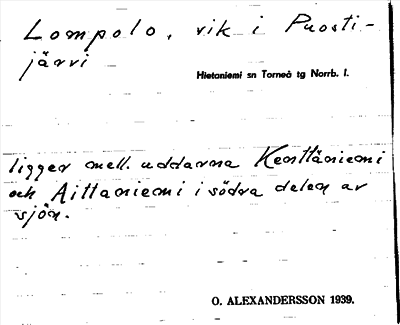 Lompolo, vik i Puosti-
järvi
Hietaniemi sn Torneå tg Norrb. l.
ligger mell. uddarna Kenttäniemi
och Aittaniemi i södra delen av
sjön.
O. ALEXANDERSSON 1939.